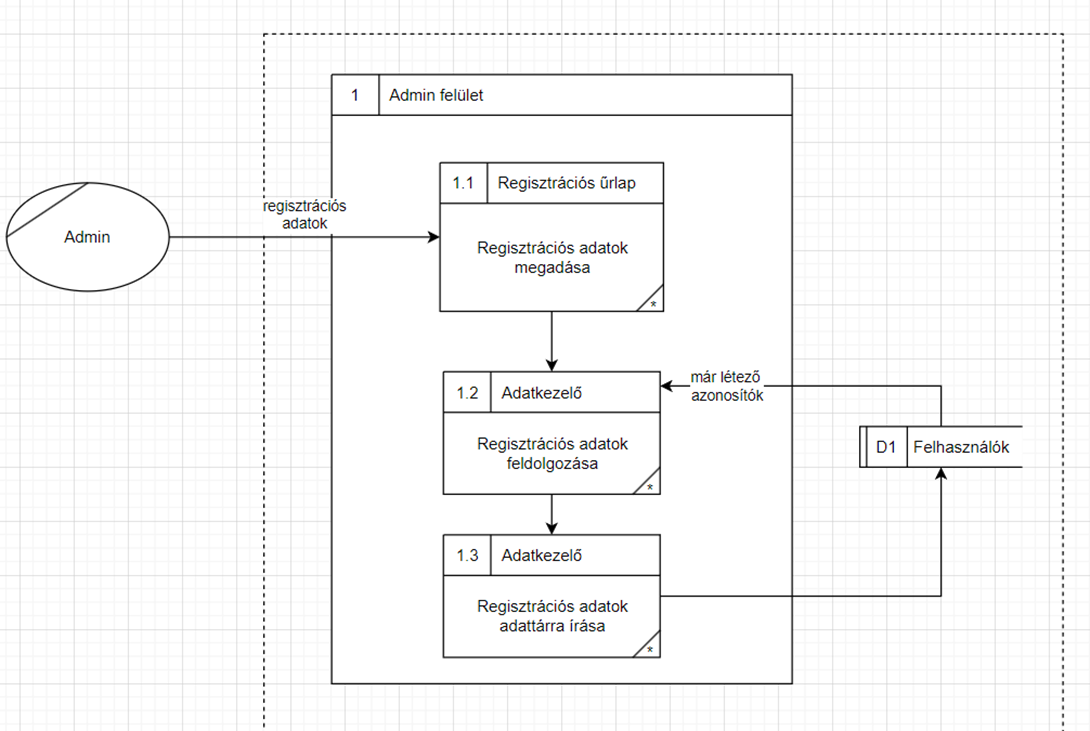 1
Admin felület
1.1
Regisztrációs űrlap
regisztrációs
adatok
Admin
Regisztrációs adatok
megadása
*
már létező
azonosítók
1.2
Adatkezelő
Regisztrációs adatok
feldolgozása
*
D1
Felhasználók
1.3
Adatkezelő
Regisztrációs adatok
adattárra írása
*